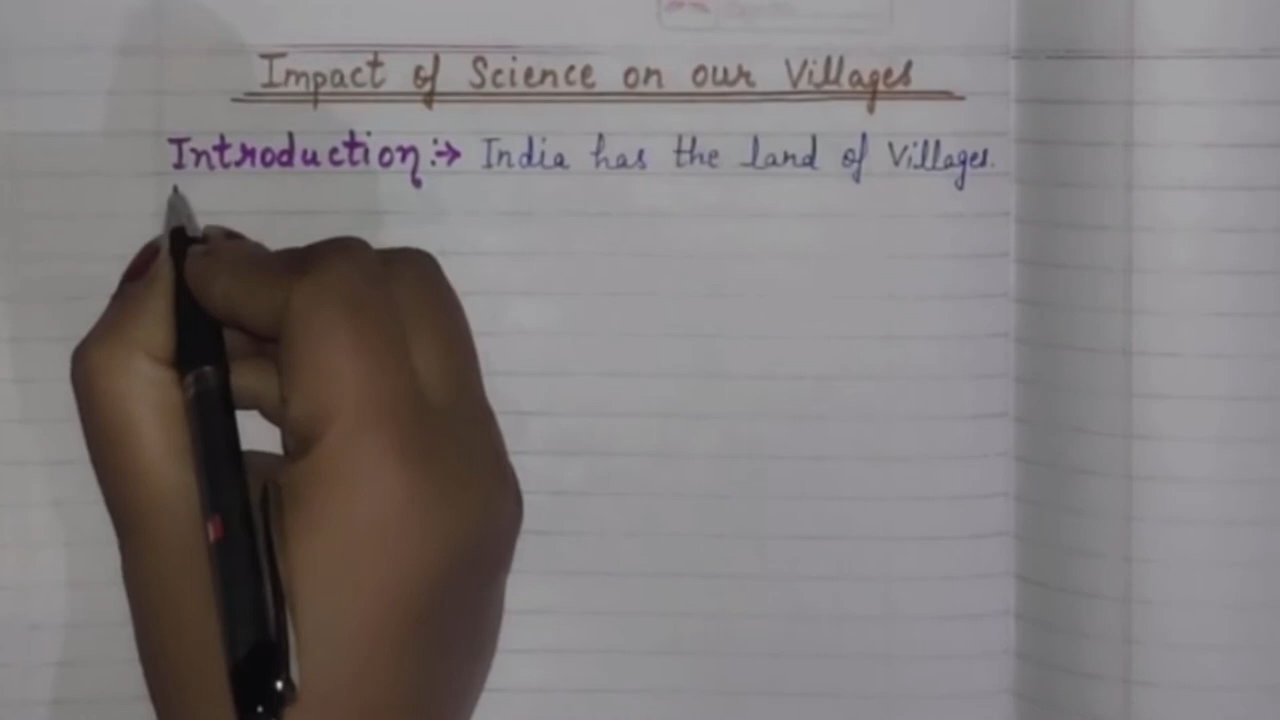 Impact of Science on our Villages
Introduction:→ India has the land of Villages.